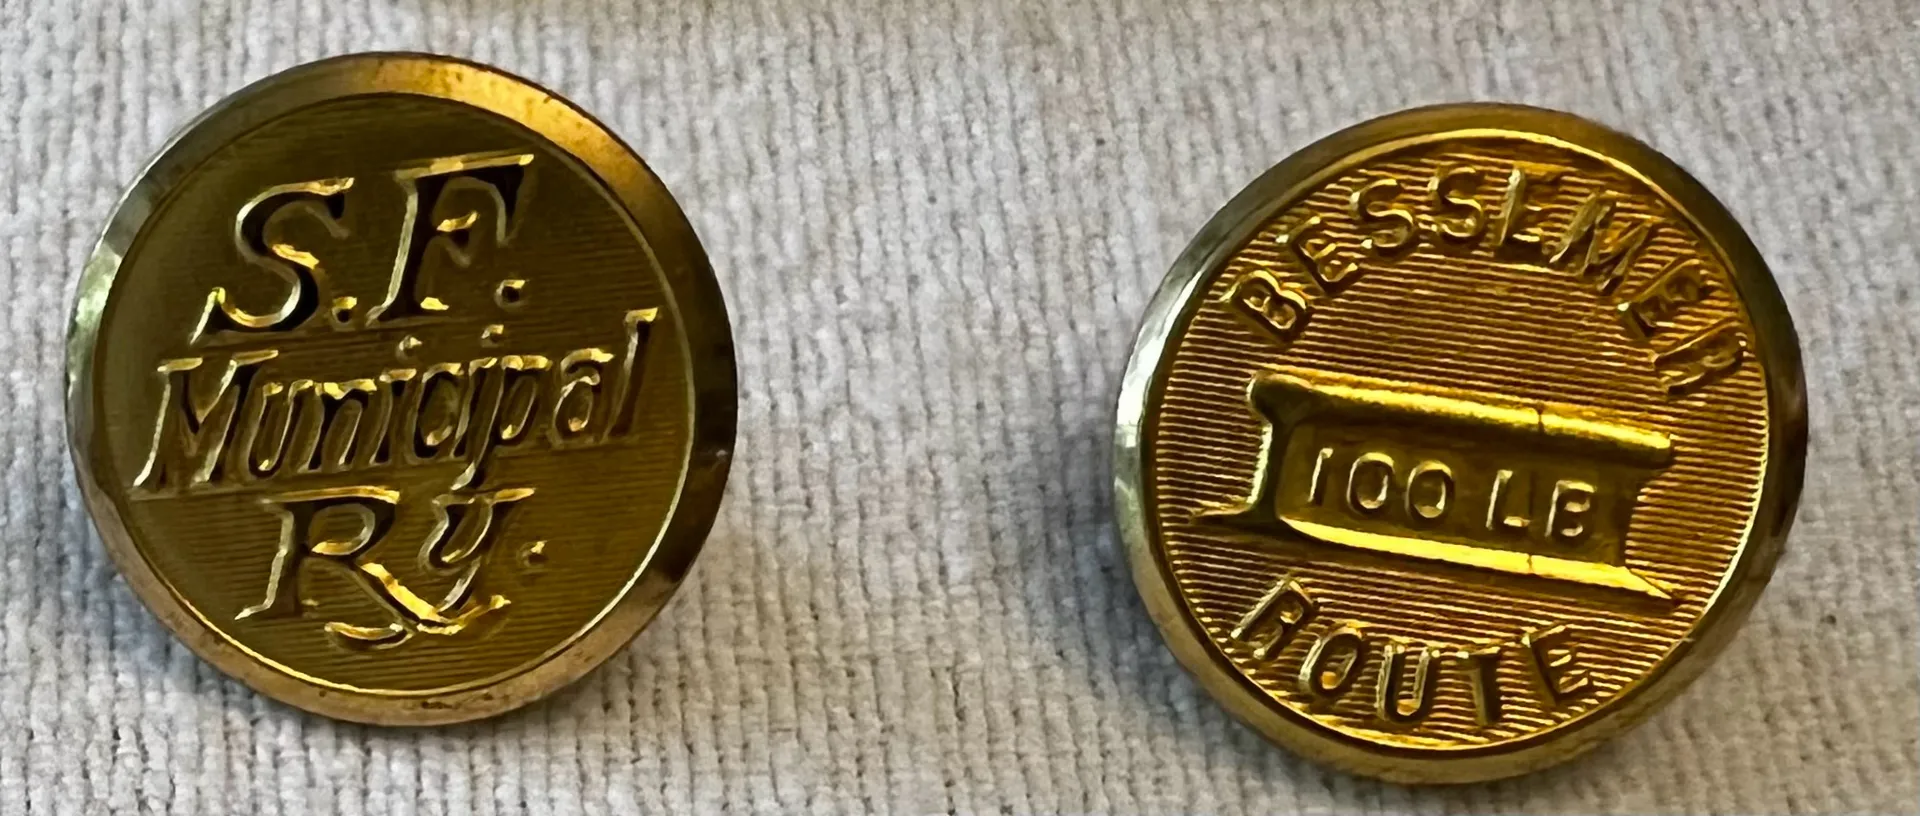 S.F.
Municipal
Ry.
BESSEMER
100 LB
ROUTE